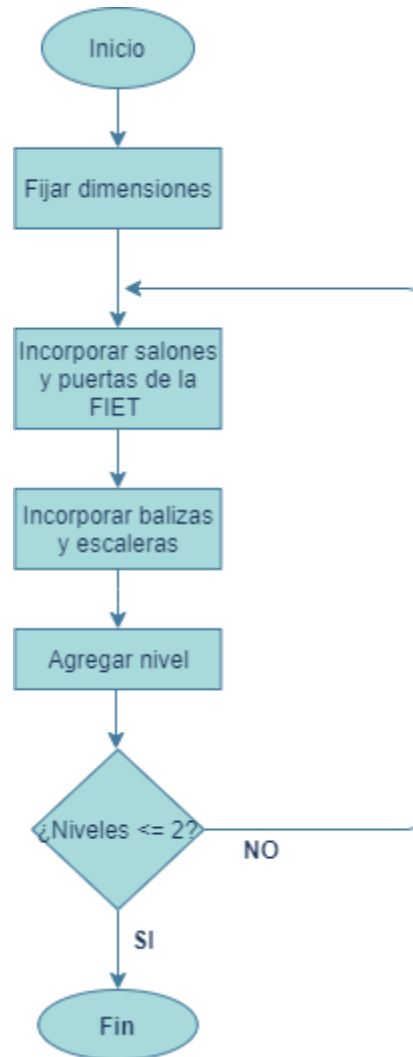 Inicio
Fijar dimensiones
Incorporar salones
y puertas de la
FIET
Incorporar balizas
y escaleras
Agregar nivel
¿Niveles <= 2?
NO
SI
Fin